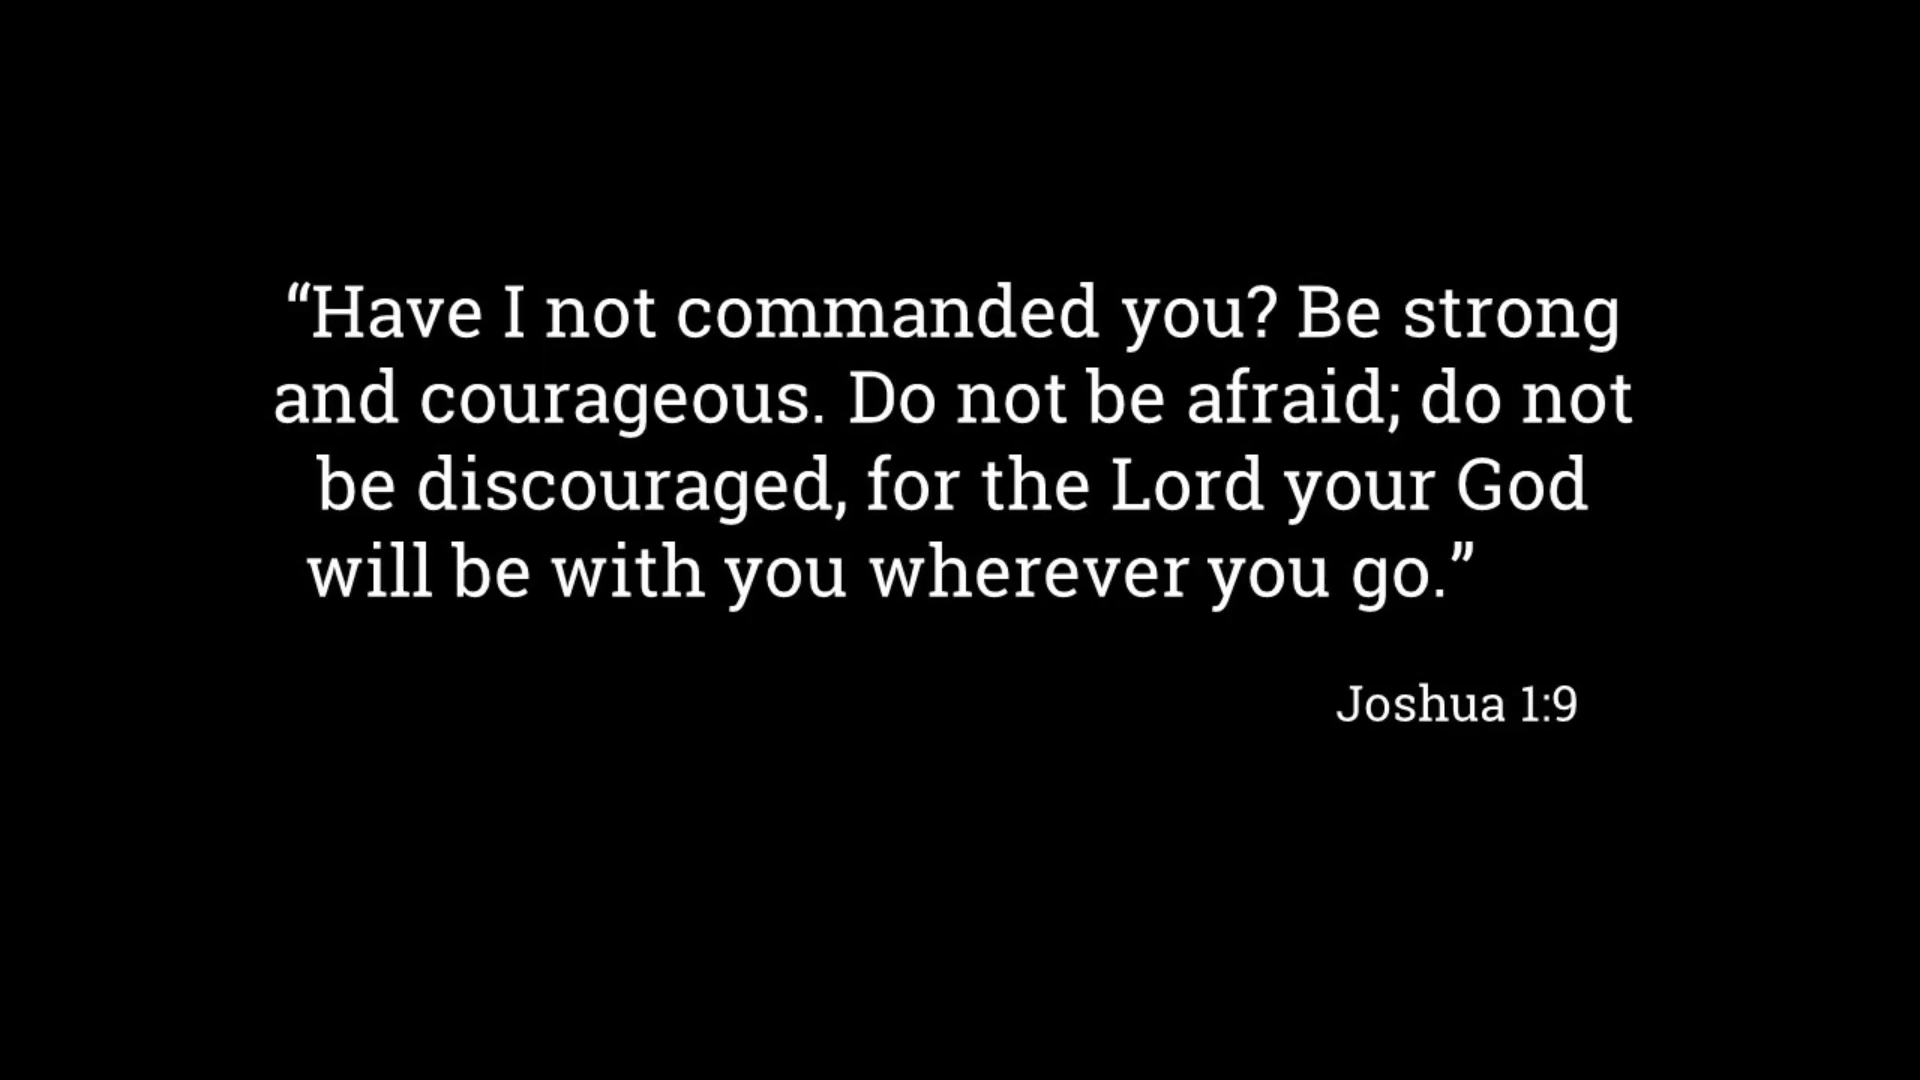 “Have I not commanded you? Be strong
and courageous. Do not be afraid; do not
be discouraged, for the Lord your God
will be with you wherever you go.”
Joshua 1:9